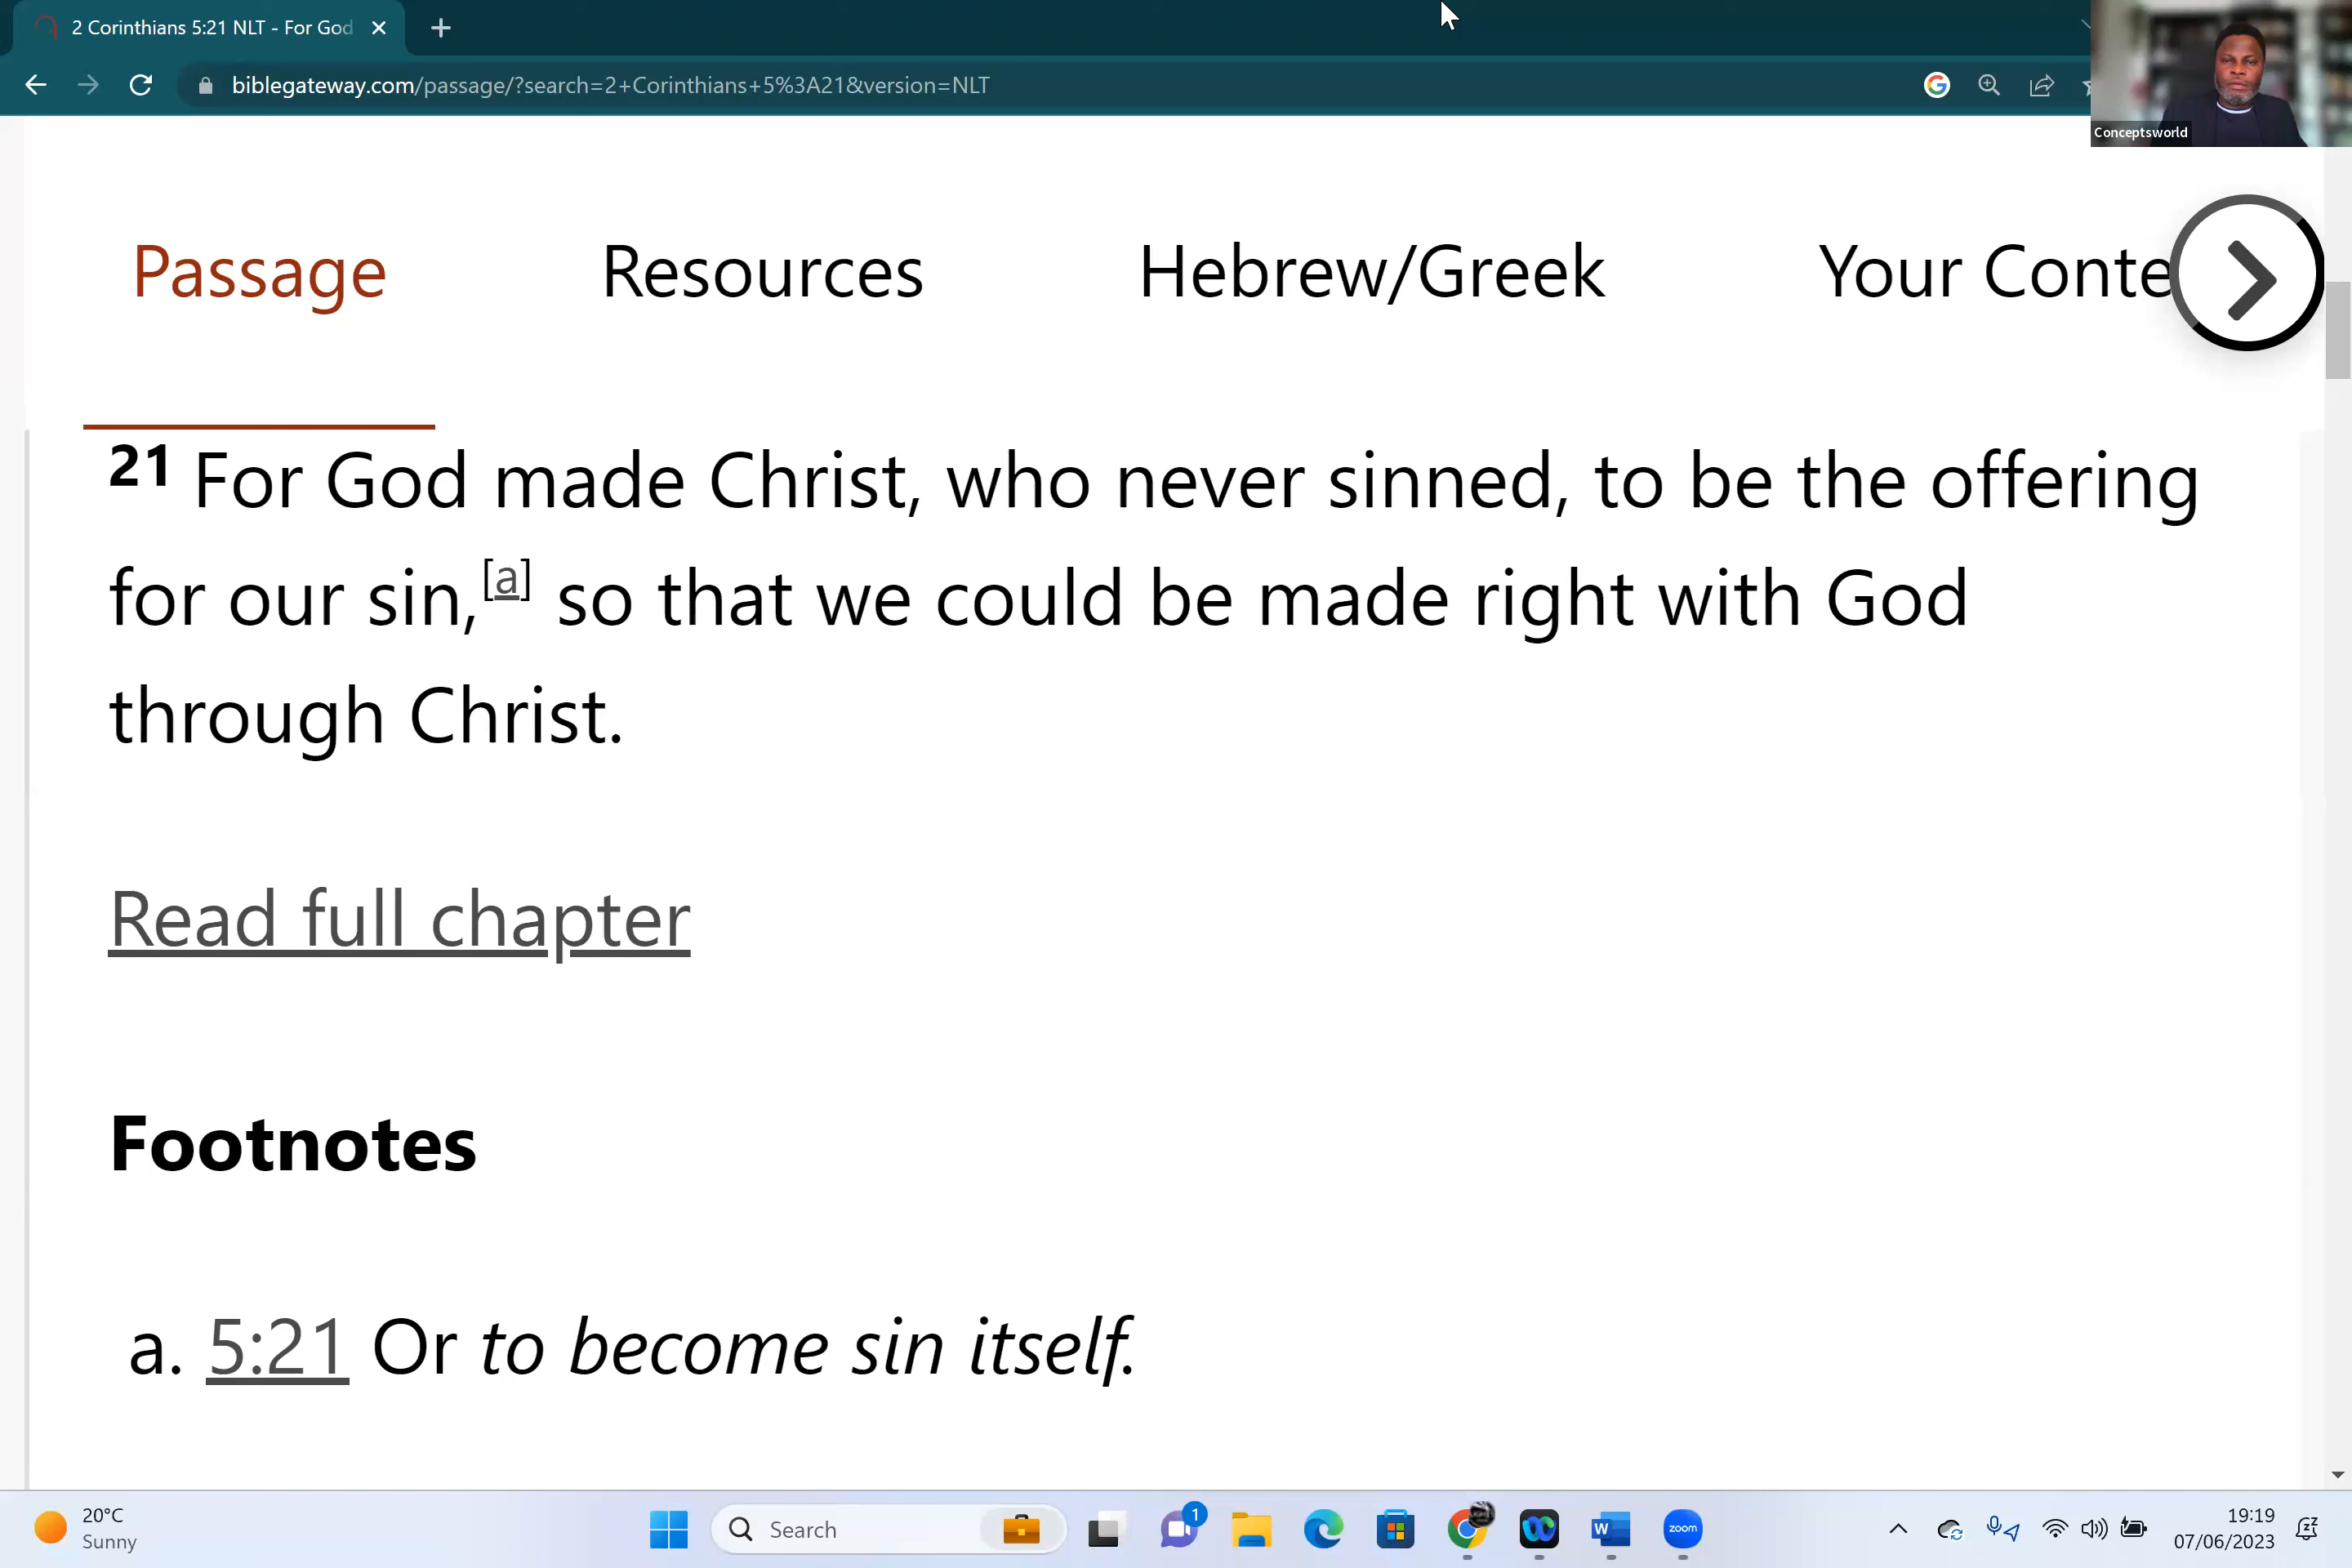 2 Corinthians 5:21 NLT - For God
biblegateway.com/passage/?search=2+Corinthians+5%3A21&version=NLT
Conceptsworld
Passage Resources Hebrew/Greek Your Conte
21 For God made Christ, who never sinned, to be the offering
for our sin,[a] so that we could be made right with God
through Christ.
Read full chapter
Footnotes
a. 5:21 Or to become sin itself.
20°C
Sunny
Search
1
W
zoom
19:19
07/06/2023